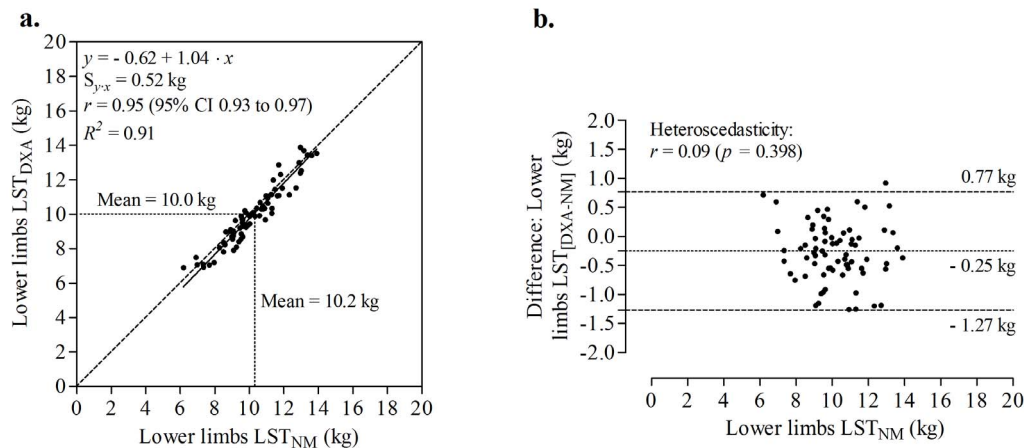 a.
20
18
16
14
12
10
8
6
4
2
0
Lower limbs LST_DXA (kg)
y = - 0.62 + 1.04 · x
S_y·x = 0.52 kg
r = 0.95 (95% CI 0.93 to 0.97)
R² = 0.91
Mean = 10.0 kg
Mean = 10.2 kg
0 2 4 6 8 10 12 14 16 18 20
Lower limbs LST_NM (kg)
b.
2.0
1.5
1.0
0.5
0.0
-0.5
-1.0
-1.5
-2.0
Difference: Lower
limbs LST_[DXA-NM] (kg)
Heteroscedasticity:
r = 0.09 (p = 0.398)
0.77 kg
- 0.25 kg
- 1.27 kg
0 2 4 6 8 10 12 14 16 18 20
Lower limbs LST_NM (kg)